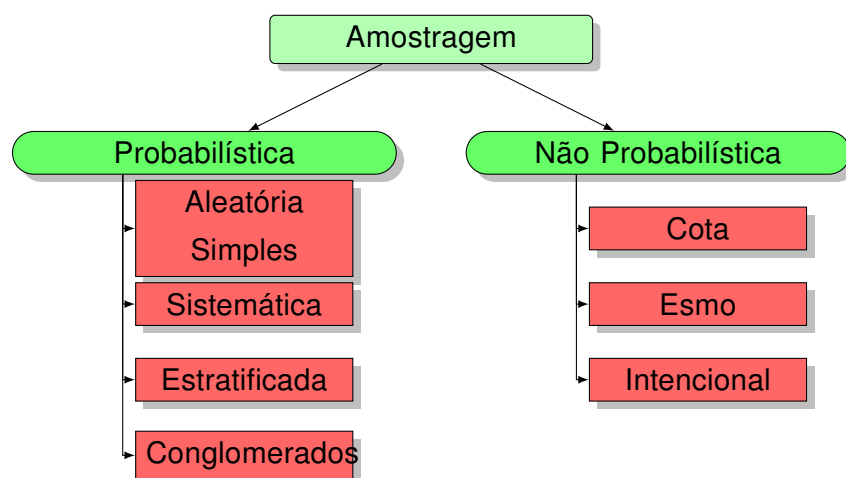 Amostragem
Probabilística
Aleatória
Simples
Sistemática
Estratificada
Conglomerados
Não Probabilística
Cota
Esmo
Intencional